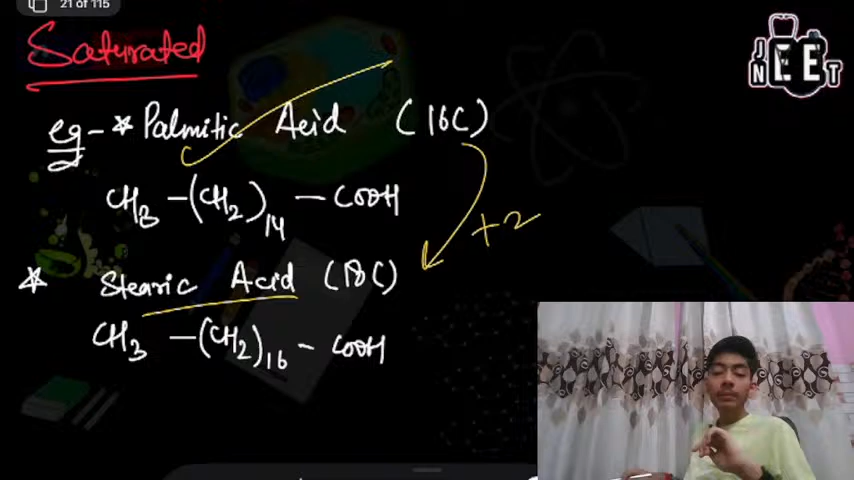 21 of 115
Saturated
J
NEET
eg - * Palmitic Acid (16C)
CH3 - (CH2)14 - COOH
+2
* Stearic Acid (18C)
CH3 - (CH2)16 - COOH